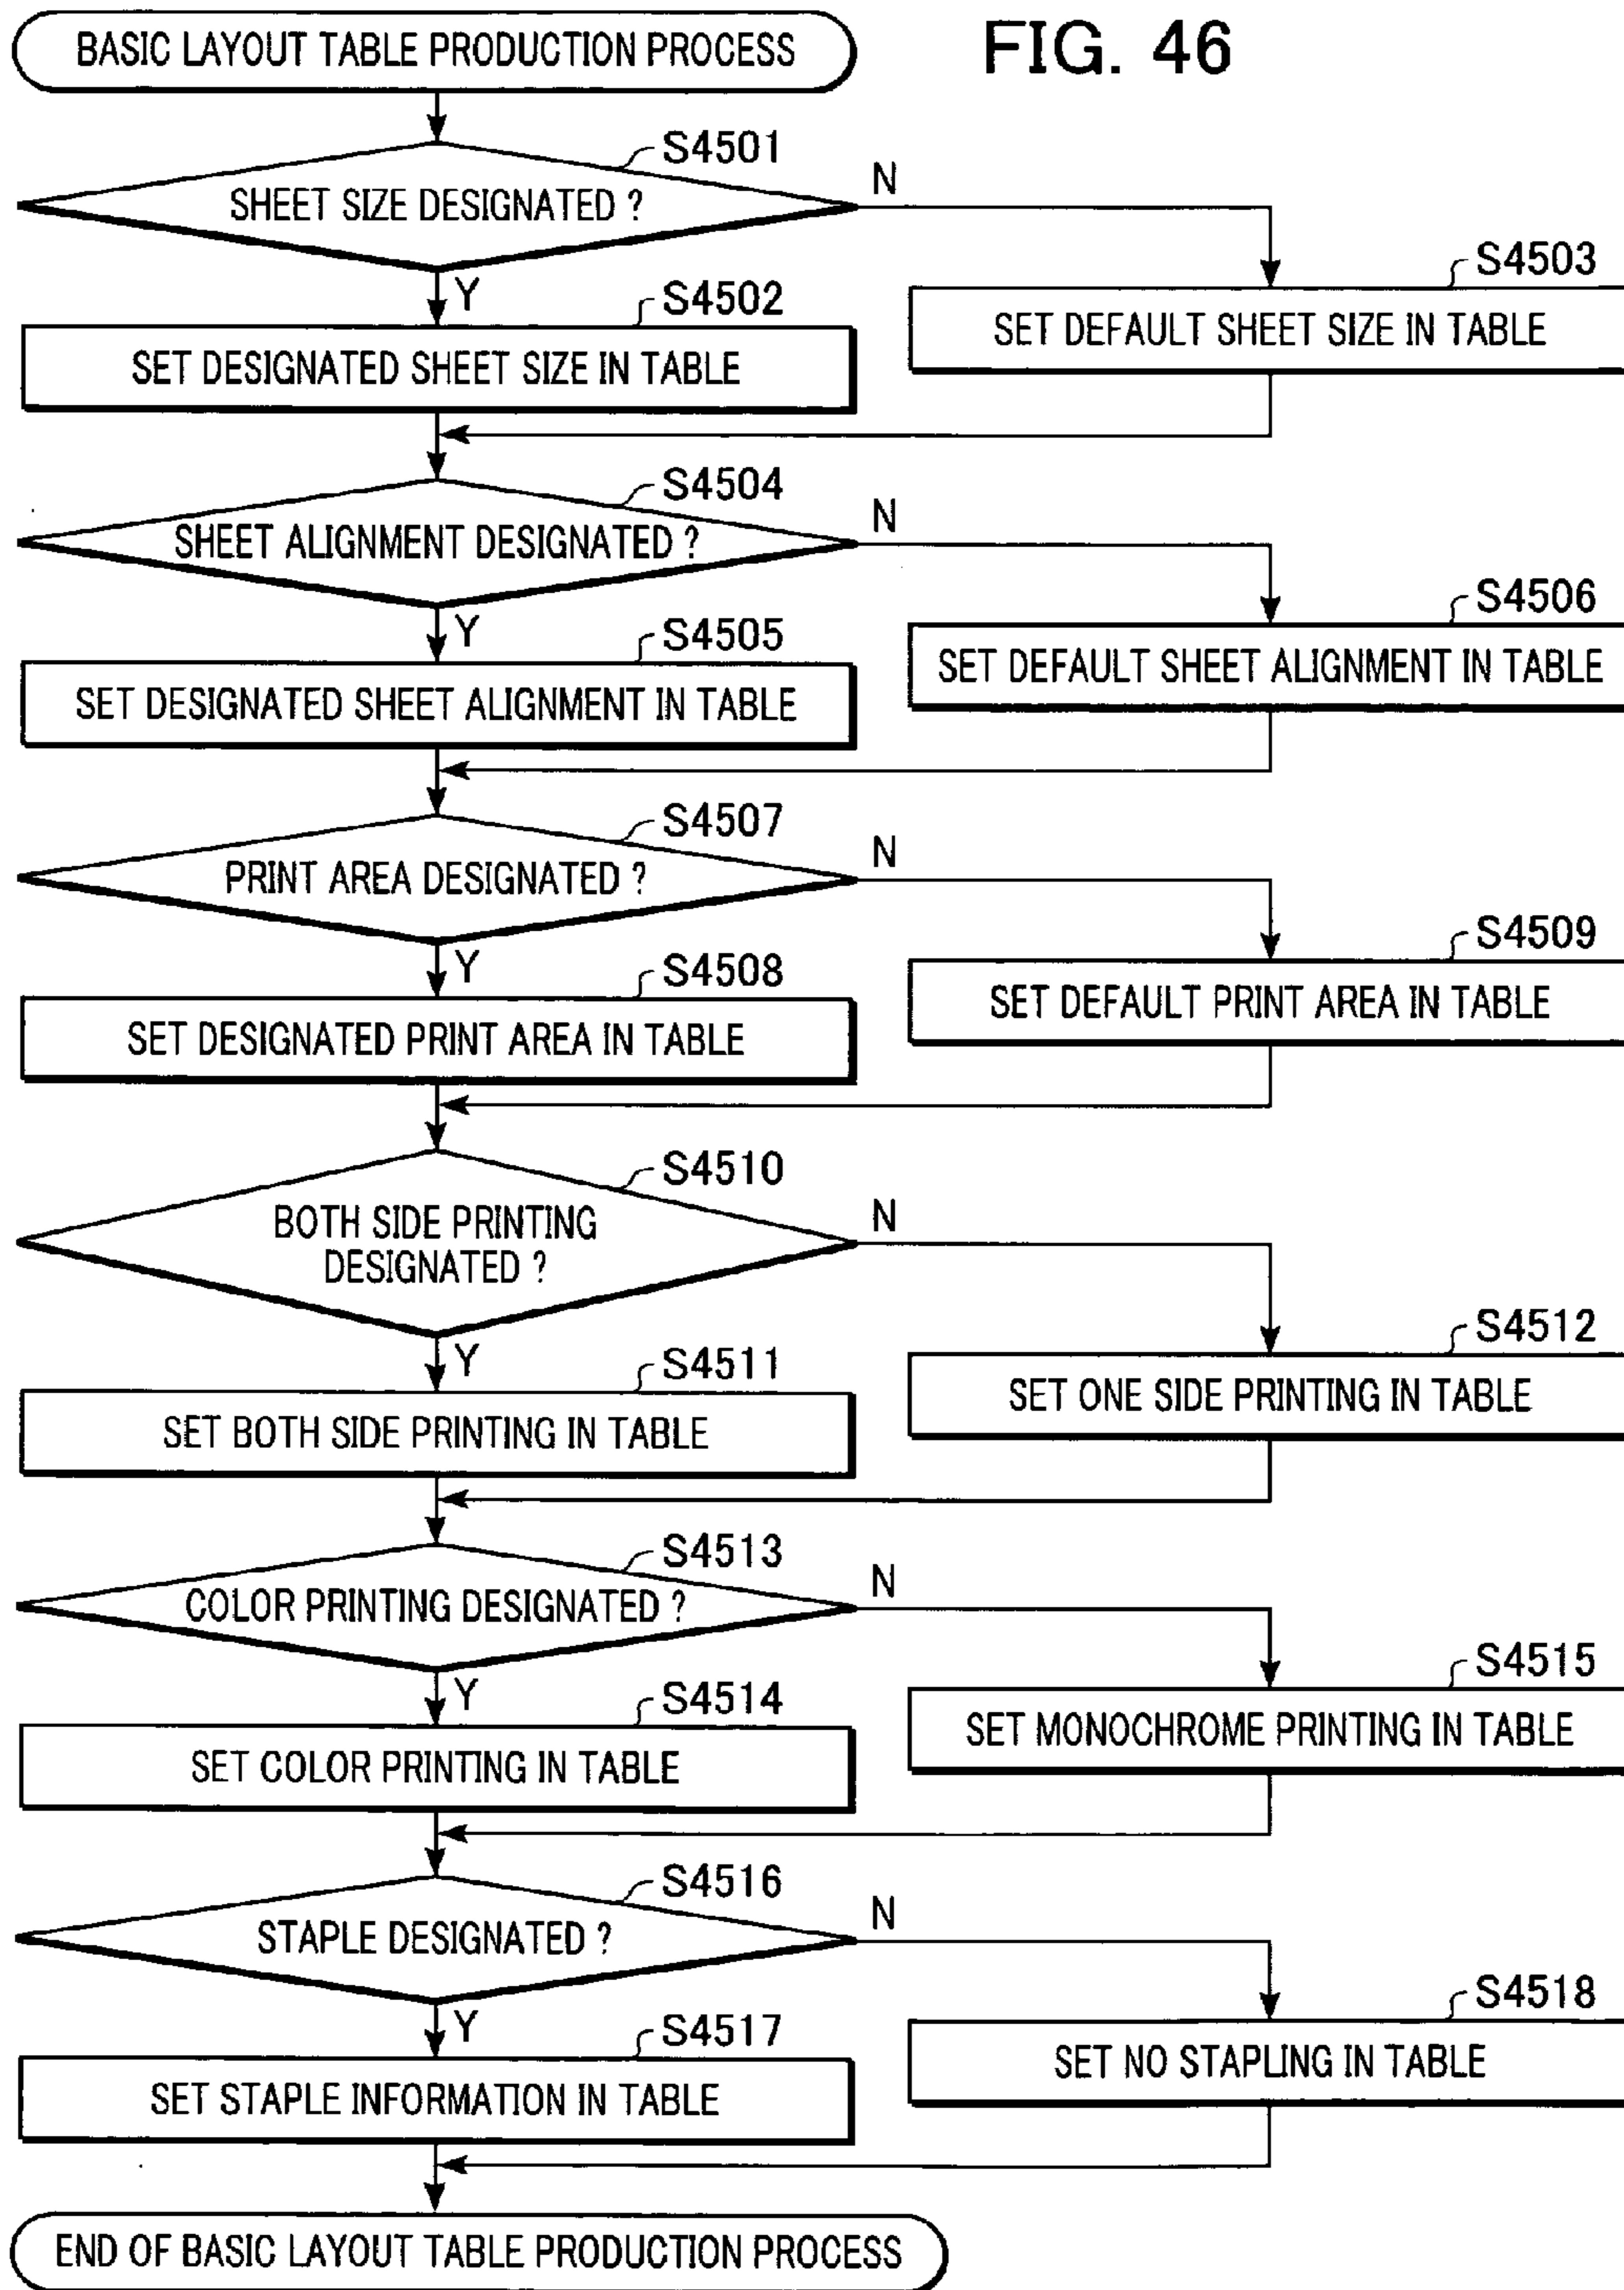 FIG. 46
BASIC LAYOUT TABLE PRODUCTION PROCESS
S4501
SHEET SIZE DESIGNATED ?
N
Y
S4502
SET DESIGNATED SHEET SIZE IN TABLE
S4503
SET DEFAULT SHEET SIZE IN TABLE
S4504
SHEET ALIGNMENT DESIGNATED ?
N
Y
S4505
SET DESIGNATED SHEET ALIGNMENT IN TABLE
S4506
SET DEFAULT SHEET ALIGNMENT IN TABLE
S4507
PRINT AREA DESIGNATED ?
N
Y
S4508
SET DESIGNATED PRINT AREA IN TABLE
S4509
SET DEFAULT PRINT AREA IN TABLE
S4510
BOTH SIDE PRINTING
DESIGNATED ?
N
Y
S4511
SET BOTH SIDE PRINTING IN TABLE
S4512
SET ONE SIDE PRINTING IN TABLE
S4513
COLOR PRINTING DESIGNATED ?
N
Y
S4514
SET COLOR PRINTING IN TABLE
S4515
SET MONOCHROME PRINTING IN TABLE
S4516
STAPLE DESIGNATED ?
N
Y
S4517
SET STAPLE INFORMATION IN TABLE
S4518
SET NO STAPLING IN TABLE
END OF BASIC LAYOUT TABLE PRODUCTION PROCESS